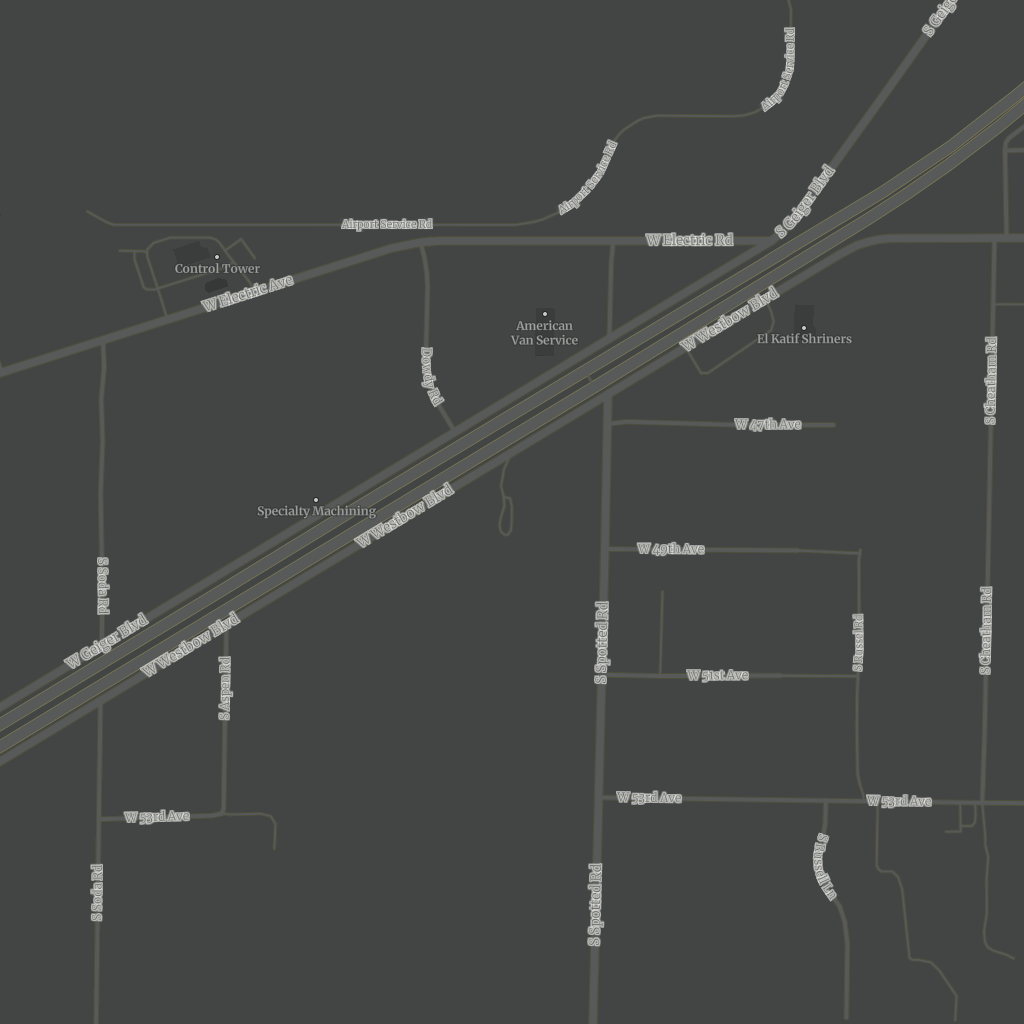 S Geige
Airport Service Rd
Airport Service Rd
S Geiger Blvd
Airport Service Rd
W Electric Rd
Control Tower
W Electric Ave
American
Van Service
W Westbow Blvd
El Katif Shriners
Dowdy Rd
S Cheatham Rd
W 47th Ave
Specialty Machining
W Westbow Blvd
W 49th Ave
S Soda Rd
W Geiger Blvd
W Westbow Blvd
S Spotted Rd
S Russel Rd
S Cheatham Rd
S Aspen Rd
W 51st Ave
W 53rd Ave
W 53rd Ave
W 53rd Ave
S Soda Rd
S Spotted Rd
S Russell Ln